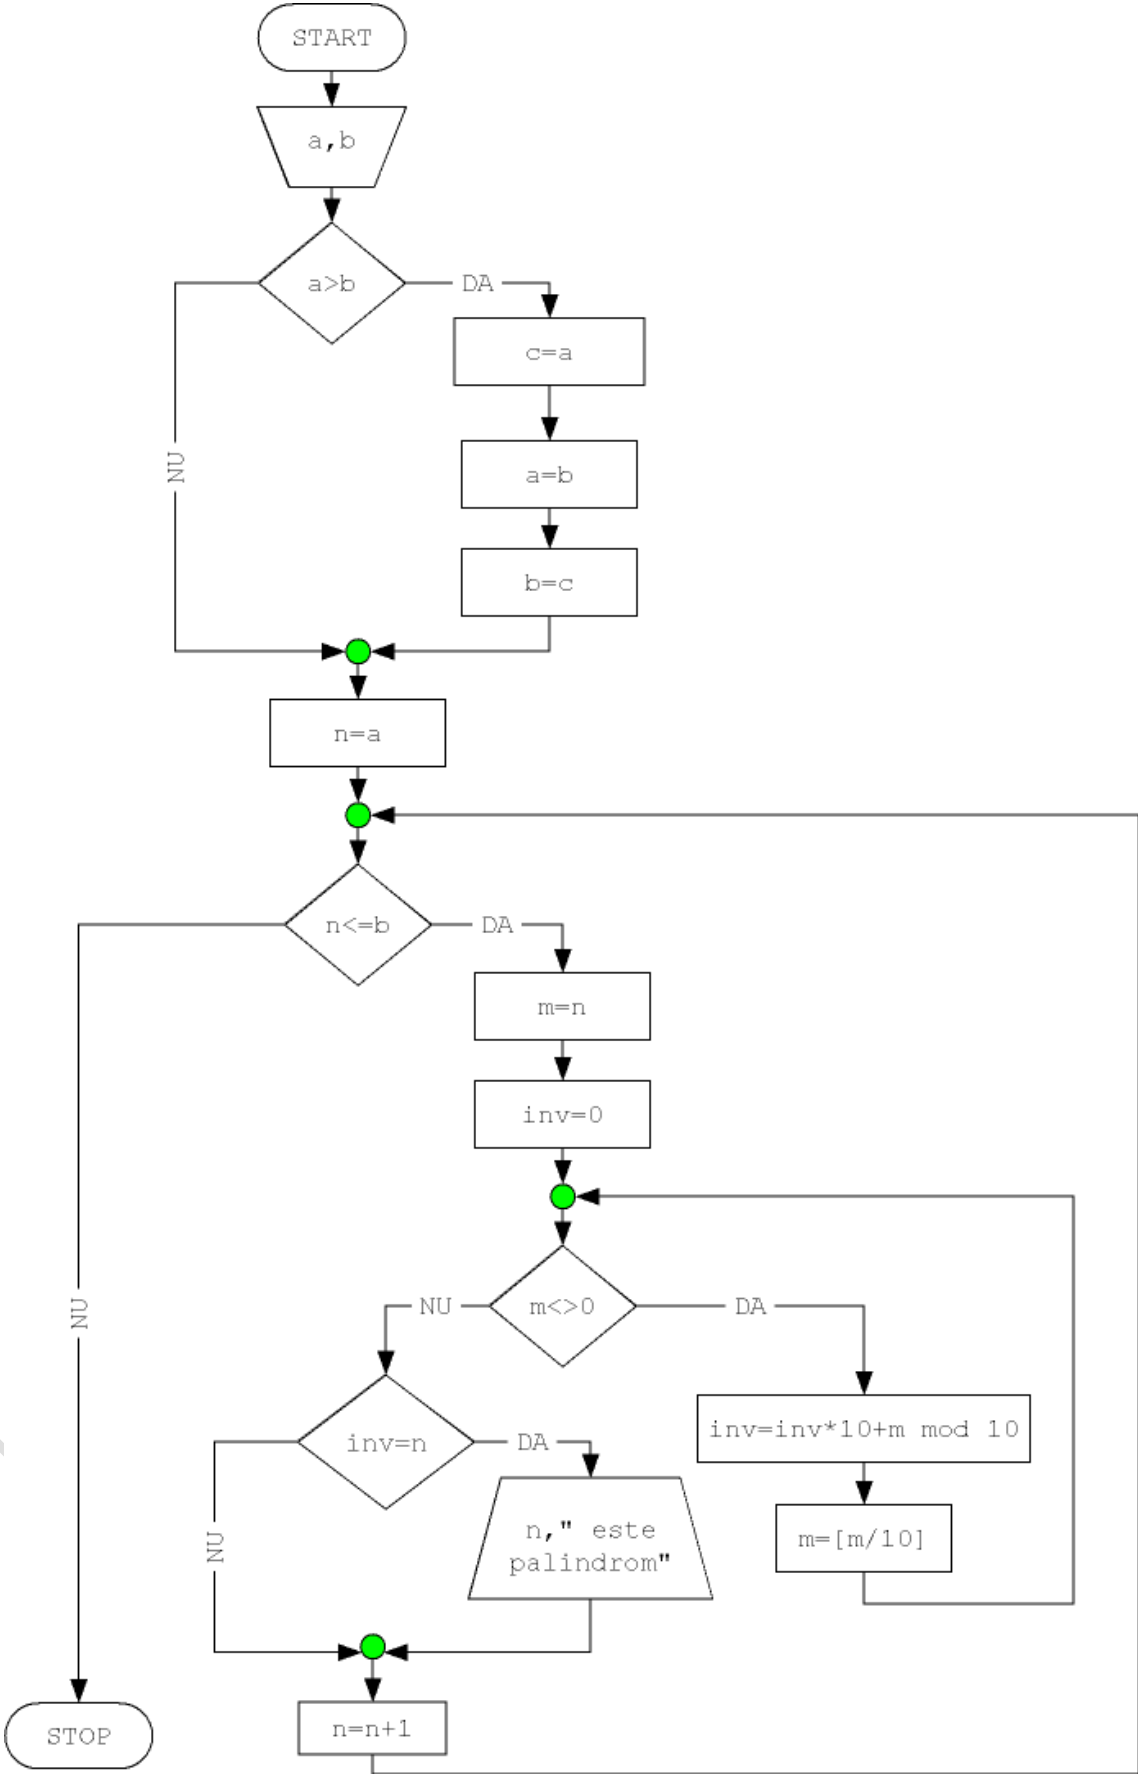 START
a,b
a>b
DA
c=a
NU
a=b
b=c
n=a
n<=b
DA
m=n
inv=0
NU
NU
m<>0
DA
inv=n
DA
inv=inv*10+m mod 10
NU
n," este
palindrom"
m=[m/10]
STOP
n=n+1